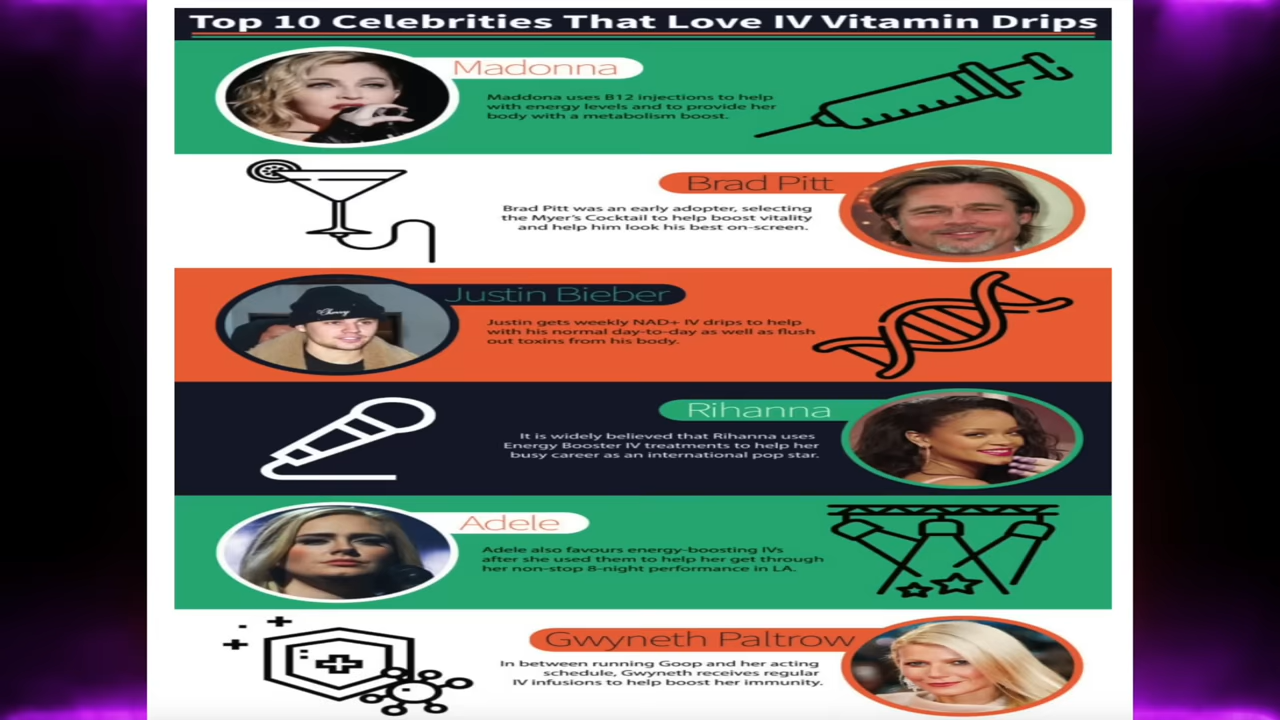 Top 10 Celebrities That Love IV Vitamin Drips
Madonna
Maddona uses B12 injections to help
with energy levels and to provide her
body with a metabolism boost.
Brad Pitt
Brad Pitt was an early adopter, selecting
the Myer's Cocktail to help boost vitality
and help him look his best on-screen.
Justin Bieber
Justin gets weekly NAD+ IV drips to help
with his normal day-to-day as well as flush
out toxins from his body.
Rihanna
It is widely believed that Rihanna uses
Energy Booster IV treatments to help her
busy career as an international pop star.
Adele
Adele also favours energy-boosting IVs
after she used them to help her get through
her non-stop 8-night performance in LA.
Gwyneth Paltrow
In between running Goop and her acting
schedule, Gwyneth receives regular
IV infusions to help boost her immunity.